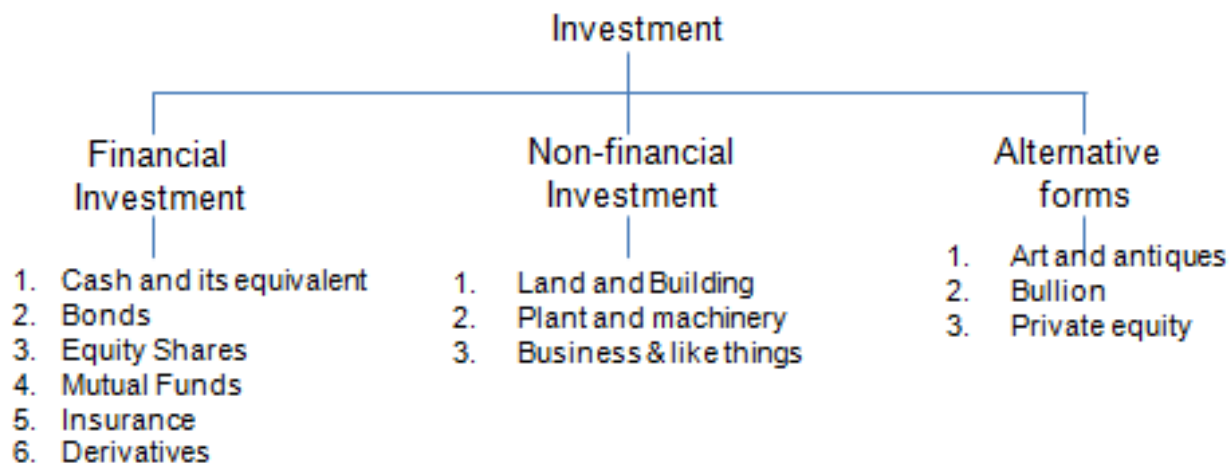 Investment
Financial
Investment
1. Cash and its equivalent
2. Bonds
3. Equity Shares
4. Mutual Funds
5. Insurance
6. Derivatives
Non-financial
Investment
1. Land and Building
2. Plant and machinery
3. Business & like things
Alternative
forms
1. Art and antiques
2. Bullion
3. Private equity